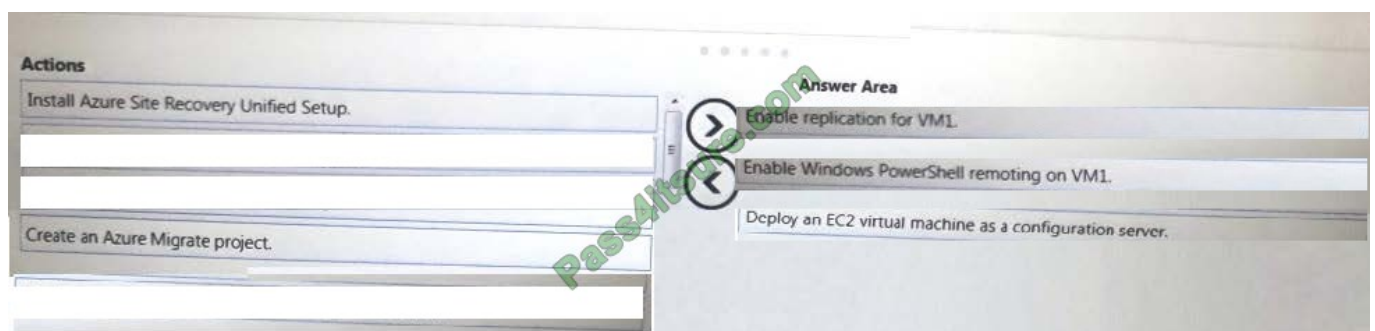 Actions
Install Azure Site Recovery Unified Setup.
Create an Azure Migrate project.
Answer Area
Enable replication for VM1.
Enable Windows PowerShell remoting on VM1.
Deploy an EC2 virtual machine as a configuration server.
Pass4itsure.com